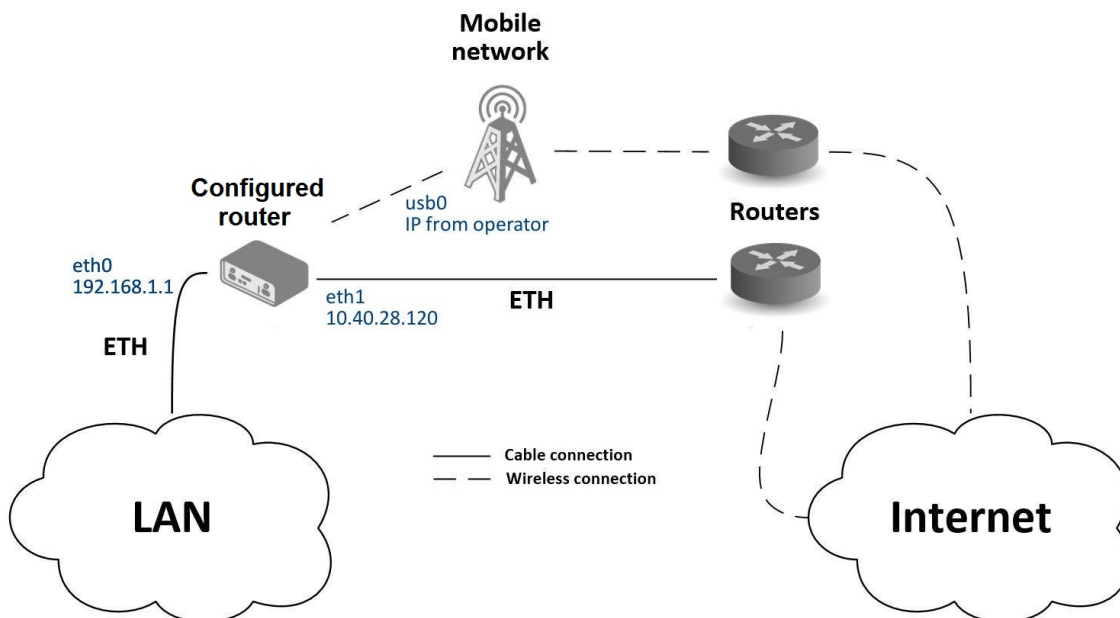 Mobile
network
Configured
router
usb0
IP from operator
Routers
eth0
192.168.1.1
eth1
10.40.28.120
ETH
ETH
Cable connection
Wireless connection
LAN
Internet